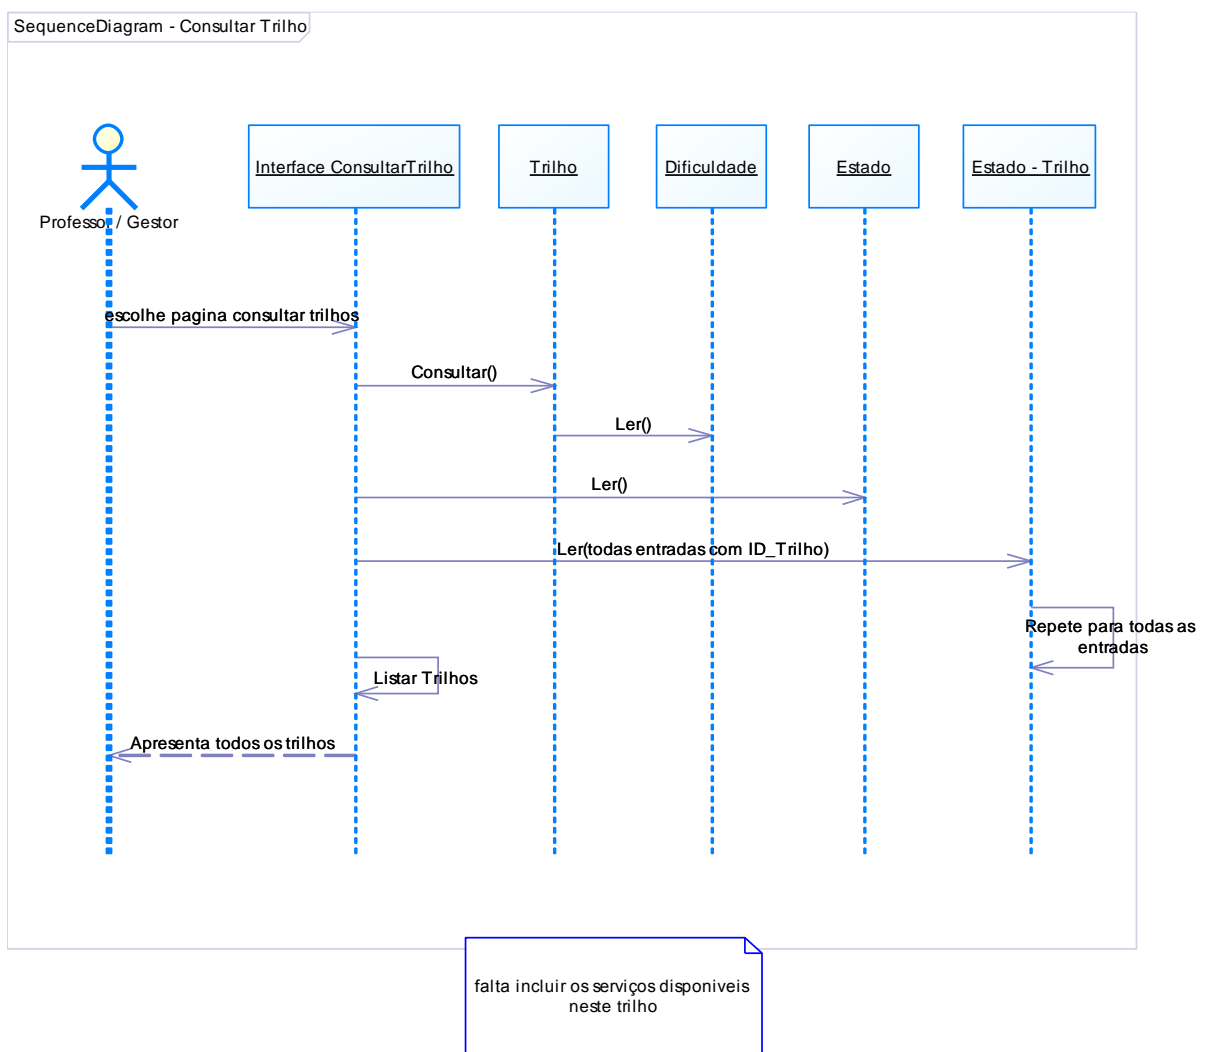 SequenceDiagram - Consultar Trilho
Professor / Gestor
Interface ConsultarTrilho
Trilho
Dificuldade
Estado
Estado - Trilho
escolhe pagina consultar trilhos
Consultar()
Ler()
Ler()
Ler(todas entradas com ID_Trilho)
Repete para todas as
entradas
Listar Trilhos
Apresenta todos os trilhos
falta incluir os serviços disponiveis
neste trilho